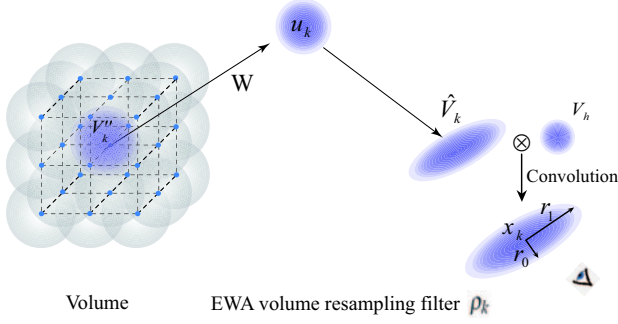 u_k
W
V''_k
V̂_k
V_h
⊗
Convolution
r_1
x_k
r_0
Volume
EWA volume resampling filter ρ_k